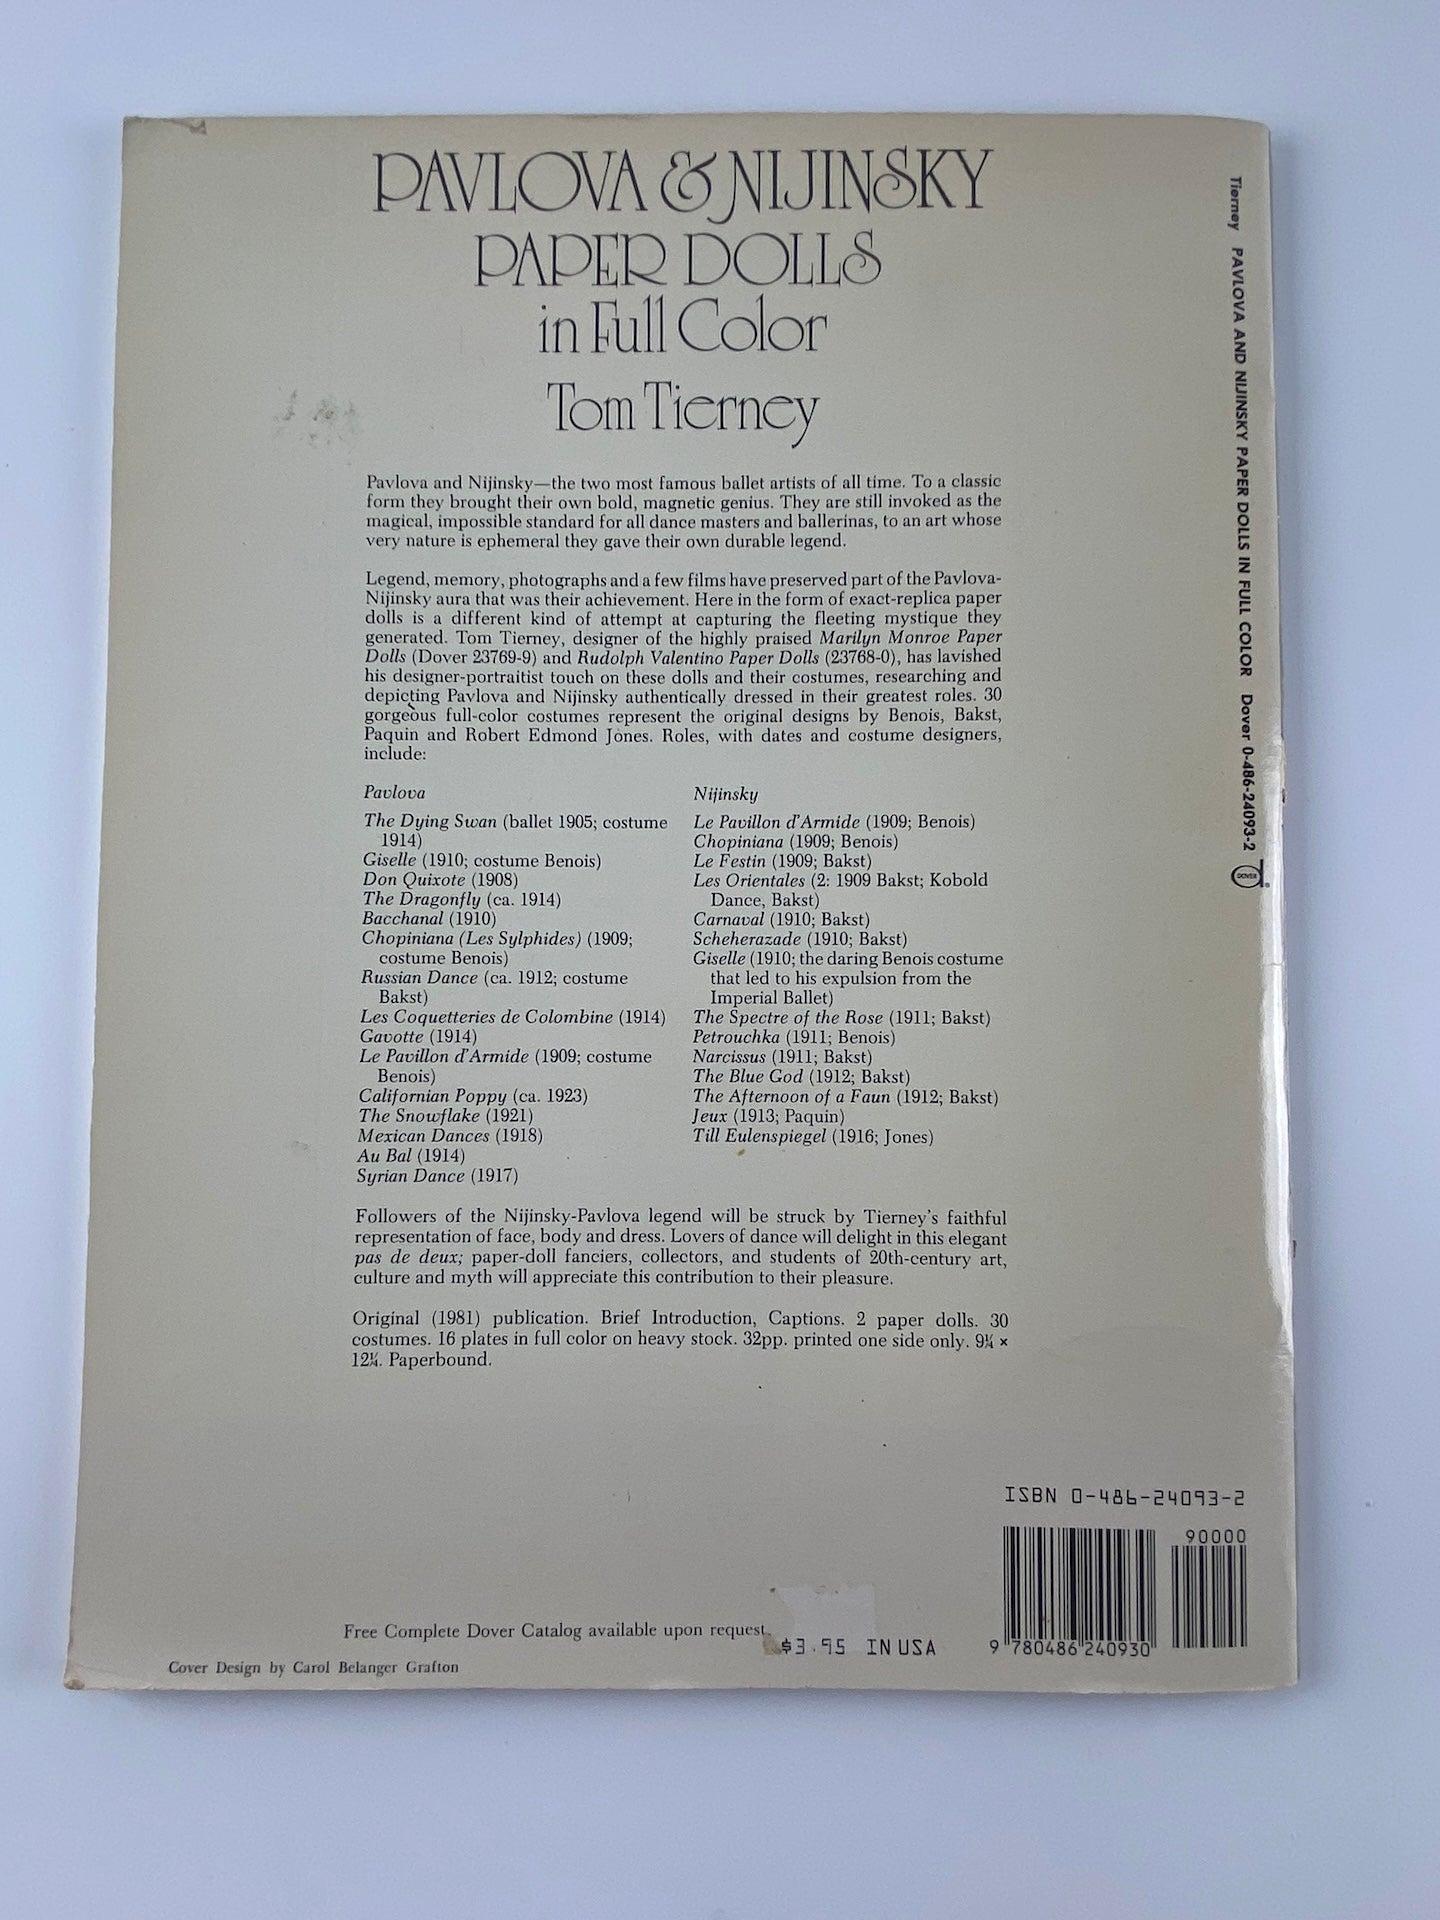 PAVLOVA & NIJINSKY
PAPER DOLLS
in Full Color
Tom Tierney
Pavlova and Nijinsky—the two most famous ballet artists of all time. To a classic
form they brought their own bold, magnetic genius. They are still invoked as the
magical, impossible standard for all dance masters and ballerinas, to an art whose
very nature is ephemeral they gave their own durable legend.
Legend, memory, photographs and a few films have preserved part of the Pavlova-
Nijinsky aura that was their achievement. Here in the form of exact-replica paper
dolls is a different kind of attempt at capturing the fleeting mystique they
generated. Tom Tierney, designer of the highly praised Marilyn Monroe Paper
Dolls (Dover 23769-9) and Rudolph Valentino Paper Dolls (23768-0), has lavished
his designer-portraitist touch on these dolls and their costumes, researching and
depicting Pavlova and Nijinsky authentically dressed in their greatest roles. 30
gorgeous full-color costumes represent the original designs by Benois, Bakst,
Paquin and Robert Edmond Jones. Roles, with dates and costume designers,
include:
Pavlova
The Dying Swan (ballet 1905; costume
1914)
Giselle (1910; costume Benois)
Don Quixote (1908)
The Dragonfly (ca. 1914)
Bacchanal (1910)
Chopiniana (Les Sylphides) (1909;
costume Benois)
Russian Dance (ca. 1912; costume
Bakst)
Les Coquetteries de Colombine (1914)
Gavotte (1914)
Le Pavillon d'Armide (1909; costume
Benois)
Californian Poppy (ca. 1923)
The Snowflake (1921)
Mexican Dances (1918)
Au Bal (1914)
Syrian Dance (1917)
Nijinsky
Le Pavillon d'Armide (1909; Benois)
Chopiniana (1909; Benois)
Le Festin (1909; Bakst)
Les Orientales (2: 1909 Bakst; Kobold
Dance, Bakst)
Carnaval (1910; Bakst)
Scheherazade (1910; Bakst)
Giselle (1910; the daring Benois costume
that led to his expulsion from the
Imperial Ballet)
The Spectre of the Rose (1911; Bakst)
Petrouchka (1911; Benois)
Narcissus (1911; Bakst)
The Blue God (1912; Bakst)
The Afternoon of a Faun (1912; Bakst)
Jeux (1913; Paquin)
Till Eulenspiegel (1916; Jones)
Followers of the Nijinsky-Pavlova legend will be struck by Tierney's faithful
representation of face, body and dress. Lovers of dance will delight in this elegant
pas de deux; paper-doll fanciers, collectors, and students of 20th-century art,
culture and myth will appreciate this contribution to their pleasure.
Original (1981) publication. Brief Introduction, Captions. 2 paper dolls. 30
costumes. 16 plates in full color on heavy stock. 32pp. printed one side only. 9¼ ×
12¼. Paperbound.
ISBN 0-486-24093-2
90000
9 780486 240930
Free Complete Dover Catalog available upon request.
$3.95 IN USA
Cover Design by Carol Belanger Grafton
Tierney PAVLOVA AND NIJINSKY PAPER DOLLS IN FULL COLOR Dover 0-486-24093-2
DOVER